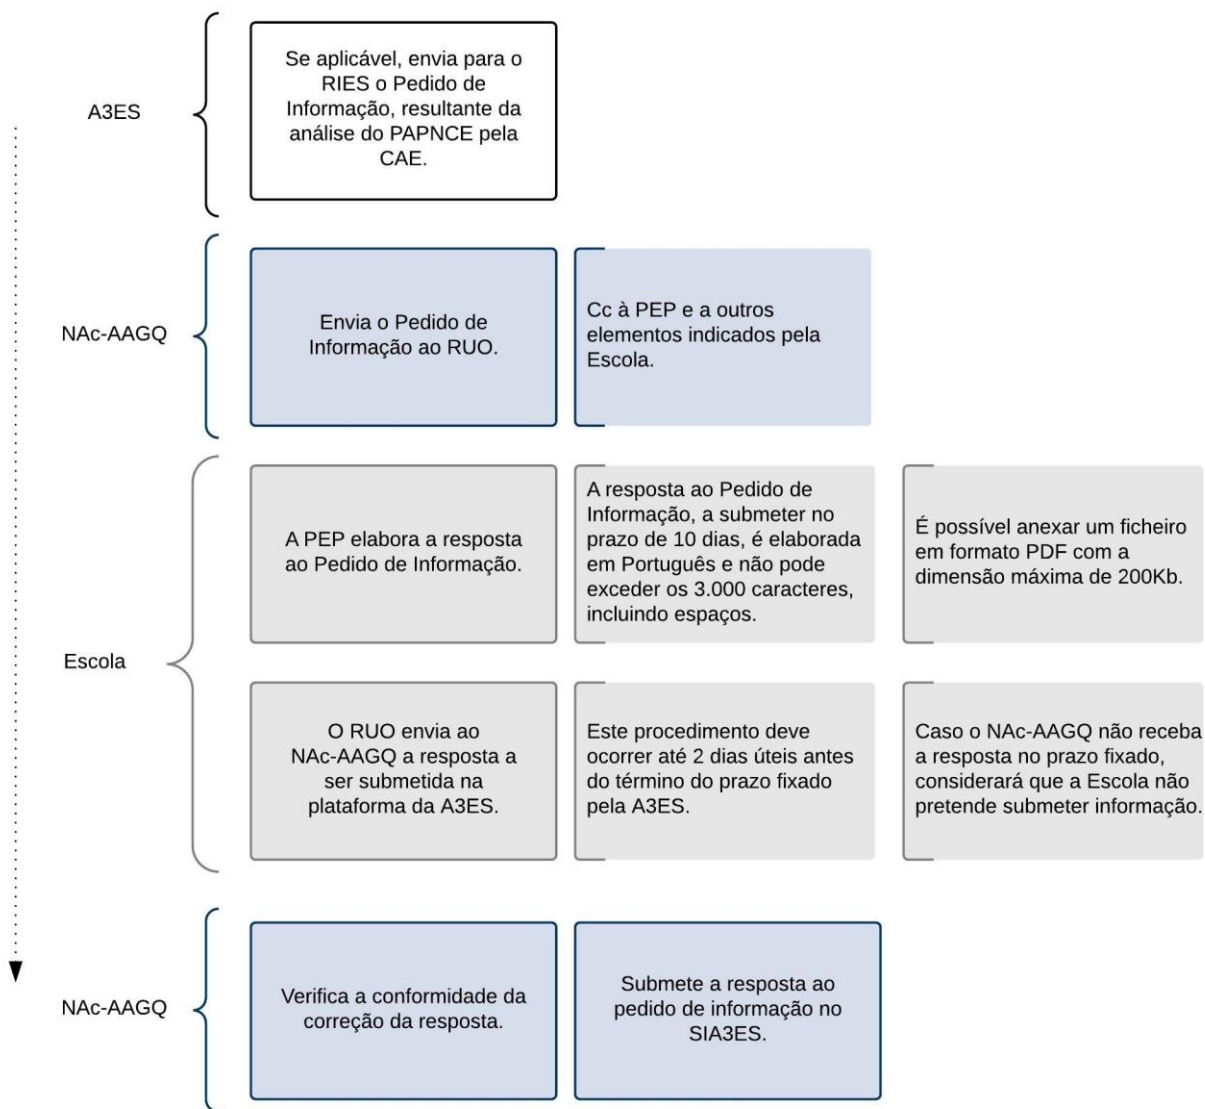 A3ES
Se aplicável, envia para o
RIES o Pedido de
Informação, resultante da
análise do PAPNCE pela
CAE.
NAc-AAGQ
Envia o Pedido de
Informação ao RUO.
Cc à PEP e a outros
elementos indicados pela
Escola.
Escola
A PEP elabora a resposta
ao Pedido de Informação.
A resposta ao Pedido de
Informação, a submeter no
prazo de 10 dias, é elaborada
em Português e não pode
exceder os 3.000 caracteres,
incluindo espaços.
É possível anexar um ficheiro
em formato PDF com a
dimensão máxima de 200Kb.
O RUO envia ao
NAc-AAGQ a resposta a
ser submetida na
plataforma da A3ES.
Este procedimento deve
ocorrer até 2 dias úteis antes
do término do prazo fixado
pela A3ES.
Caso o NAc-AAGQ não receba
a resposta no prazo fixado,
considerará que a Escola não
pretende submeter informação.
NAc-AAGQ
Verifica a conformidade da
correção da resposta.
Submete a resposta ao
pedido de informação no
SIA3ES.